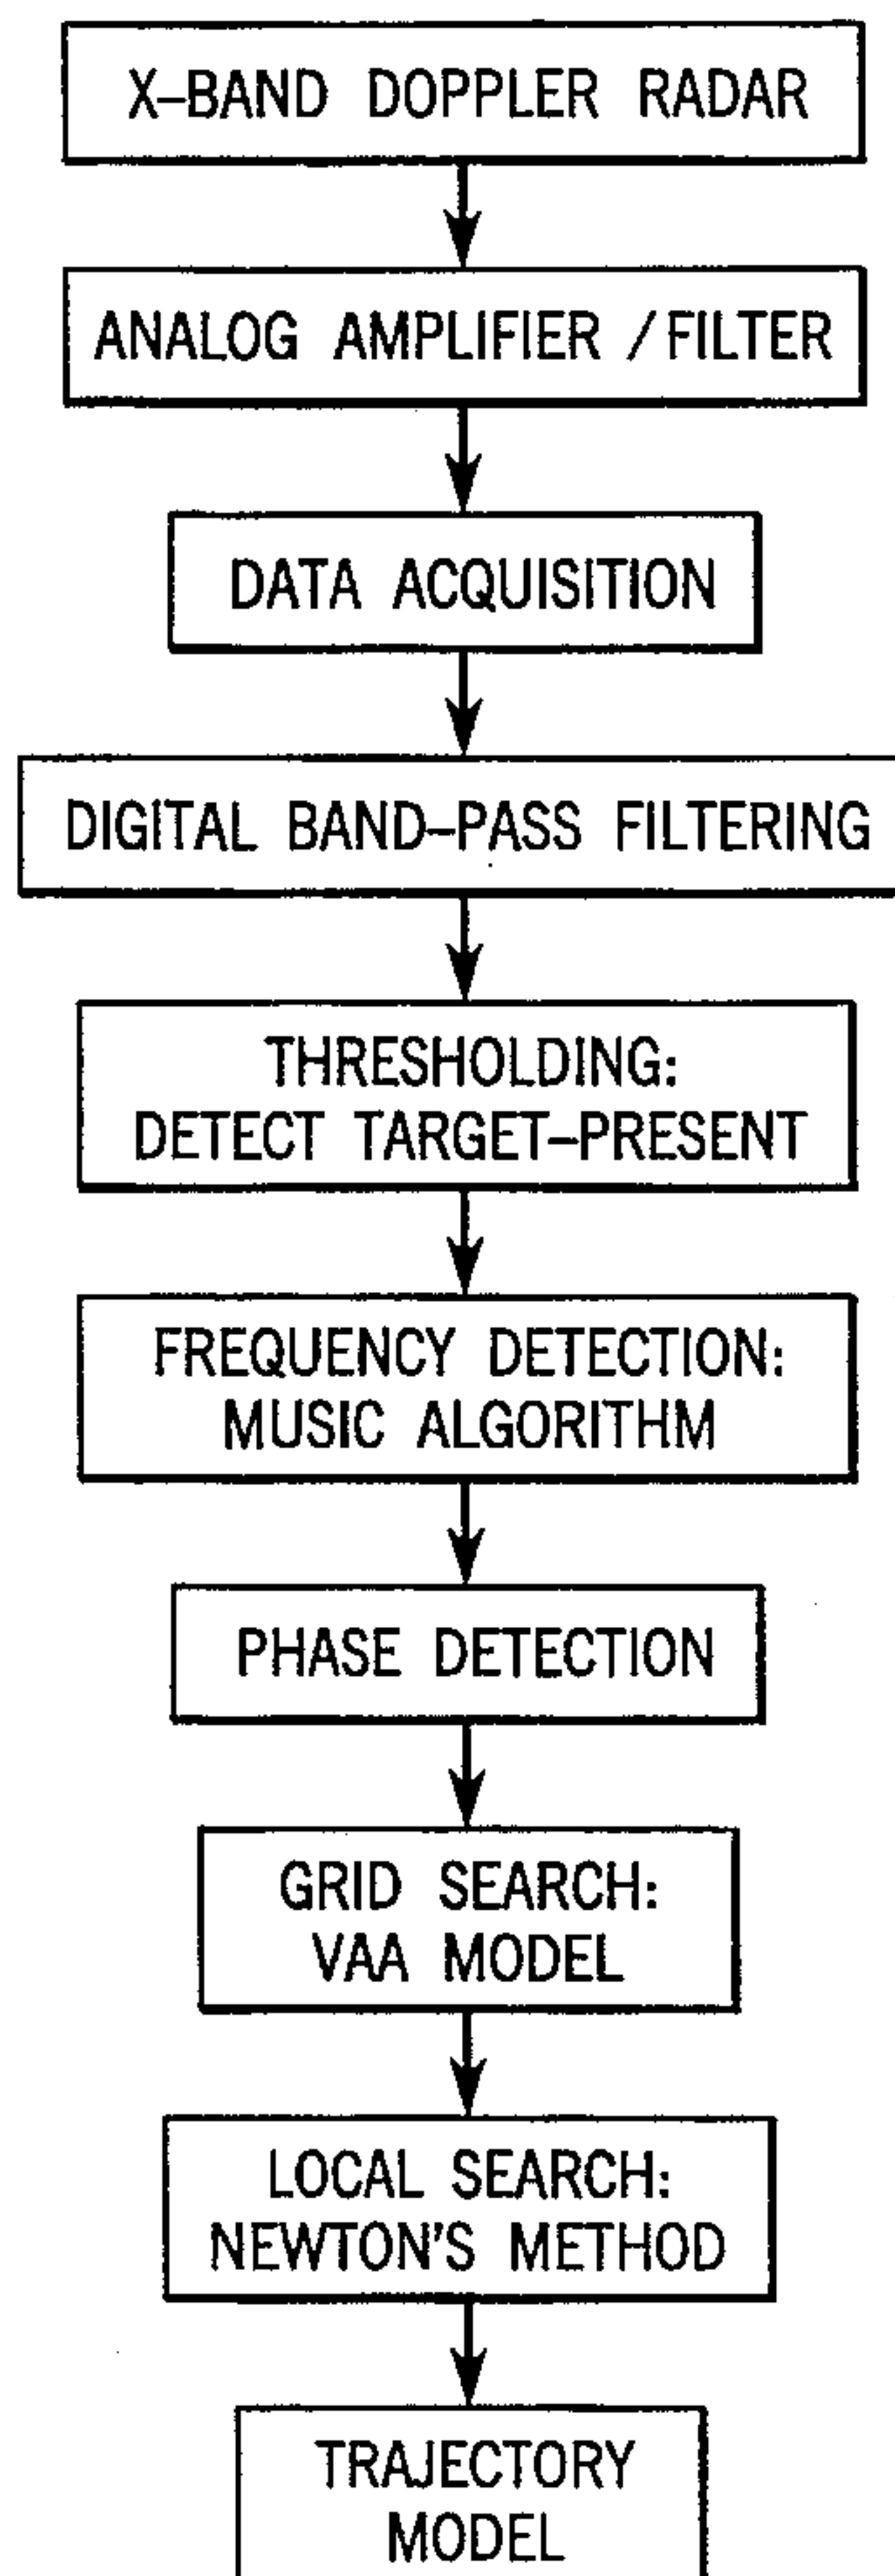 X-BAND DOPPLER RADAR
ANALOG AMPLIFIER /FILTER
DATA ACQUISITION
DIGITAL BAND-PASS FILTERING
THRESHOLDING:
DETECT TARGET-PRESENT
FREQUENCY DETECTION:
MUSIC ALGORITHM
PHASE DETECTION
GRID SEARCH:
VAA MODEL
LOCAL SEARCH:
NEWTON'S METHOD
TRAJECTORY
MODEL